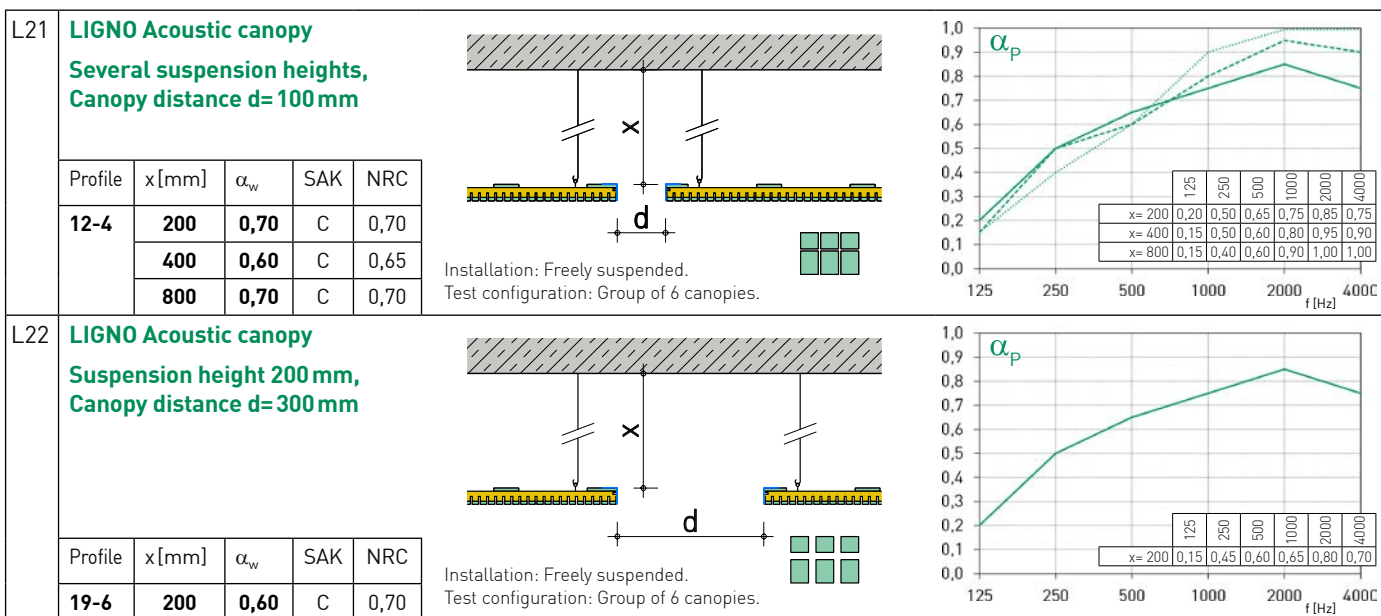 L21
LIGNO Acoustic canopy
Several suspension heights,
Canopy distance d= 100 mm
Profile x [mm] αw SAK NRC
12-4 200 0,70 C 0,70
400 0,60 C 0,65
800 0,70 C 0,70
x
d
Installation: Freely suspended.
Test configuration: Group of 6 canopies.
αP
1,0
0,9
0,8
0,7
0,6
0,5
0,4
0,3
0,2
0,1
0,0
125 250 500 1000 2000 4000
x= 200 0,20 0,50 0,65 0,75 0,85 0,75
x= 400 0,15 0,50 0,60 0,80 0,95 0,90
x= 800 0,15 0,40 0,60 0,90 1,00 1,00
125 250 500 1000 2000 4000
f [Hz]
L22
LIGNO Acoustic canopy
Suspension height 200 mm,
Canopy distance d= 300 mm
Profile x [mm] αw SAK NRC
19-6 200 0,60 C 0,70
x
d
Installation: Freely suspended.
Test configuration: Group of 6 canopies.
αP
1,0
0,9
0,8
0,7
0,6
0,5
0,4
0,3
0,2
0,1
0,0
125 250 500 1000 2000 4000
x= 200 0,15 0,45 0,60 0,65 0,80 0,70
125 250 500 1000 2000 4000
f [Hz]